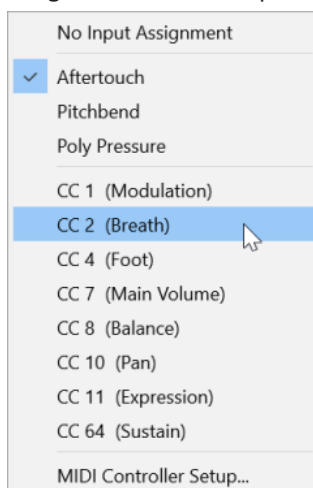 No Input Assignment
Aftertouch
Pitchbend
Poly Pressure
CC 1 (Modulation)
CC 2 (Breath)
CC 4 (Foot)
CC 7 (Main Volume)
CC 8 (Balance)
CC 10 (Pan)
CC 11 (Expression)
CC 64 (Sustain)
MIDI Controller Setup...